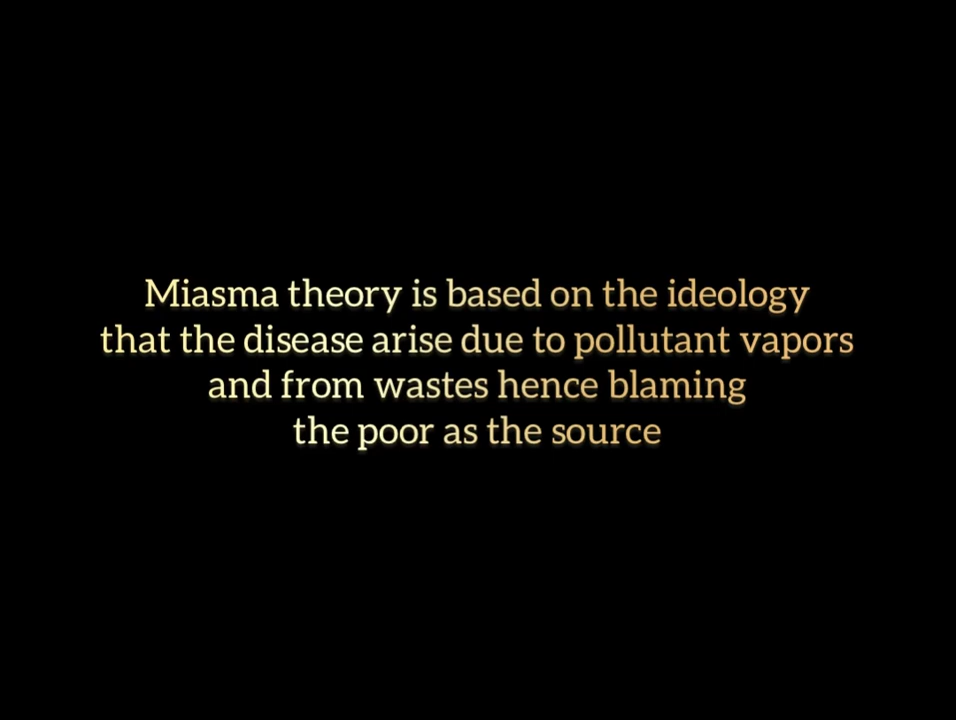 Miasma theory is based on the ideology
that the disease arise due to pollutant vapors
and from wastes hence blaming
the poor as the source